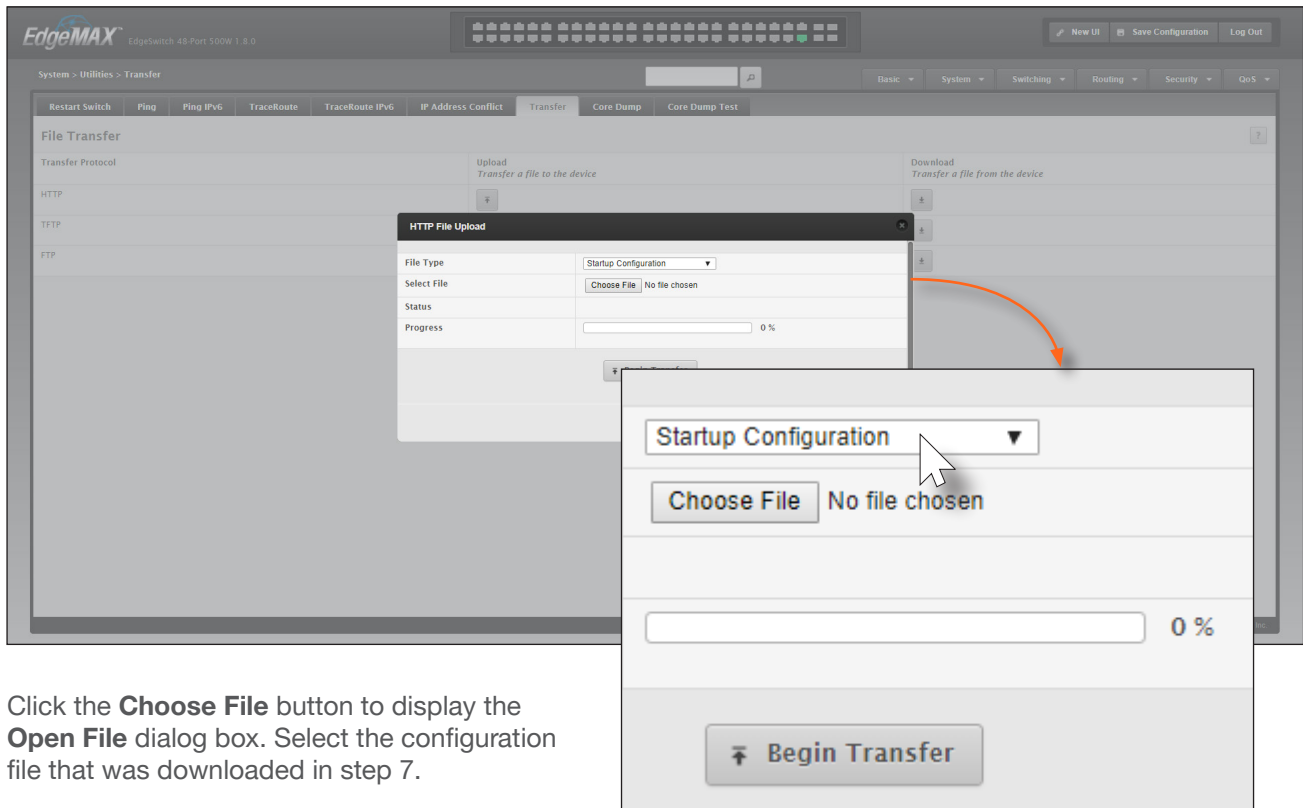 EdgeMAX™ EdgeSwitch 48-Port 500W 1.8.0
New UI Save Configuration Log Out
System > Utilities > Transfer
Basic System Switching Routing Security QoS
Restart Switch Ping Ping IPv6 TraceRoute TraceRoute IPv6 IP Address Conflict Transfer Core Dump Core Dump Test
File Transfer ?
Transfer Protocol Upload Download
Transfer a file to the device Transfer a file from the device
HTTP
TFTP
FTP
HTTP File Upload
File Type Startup Configuration
Select File Choose File No file chosen
Status
Progress 0 %
Startup Configuration
Choose File No file chosen
0 %
Begin Transfer
Inc.
Click the Choose File button to display the
Open File dialog box. Select the configuration
file that was downloaded in step 7.